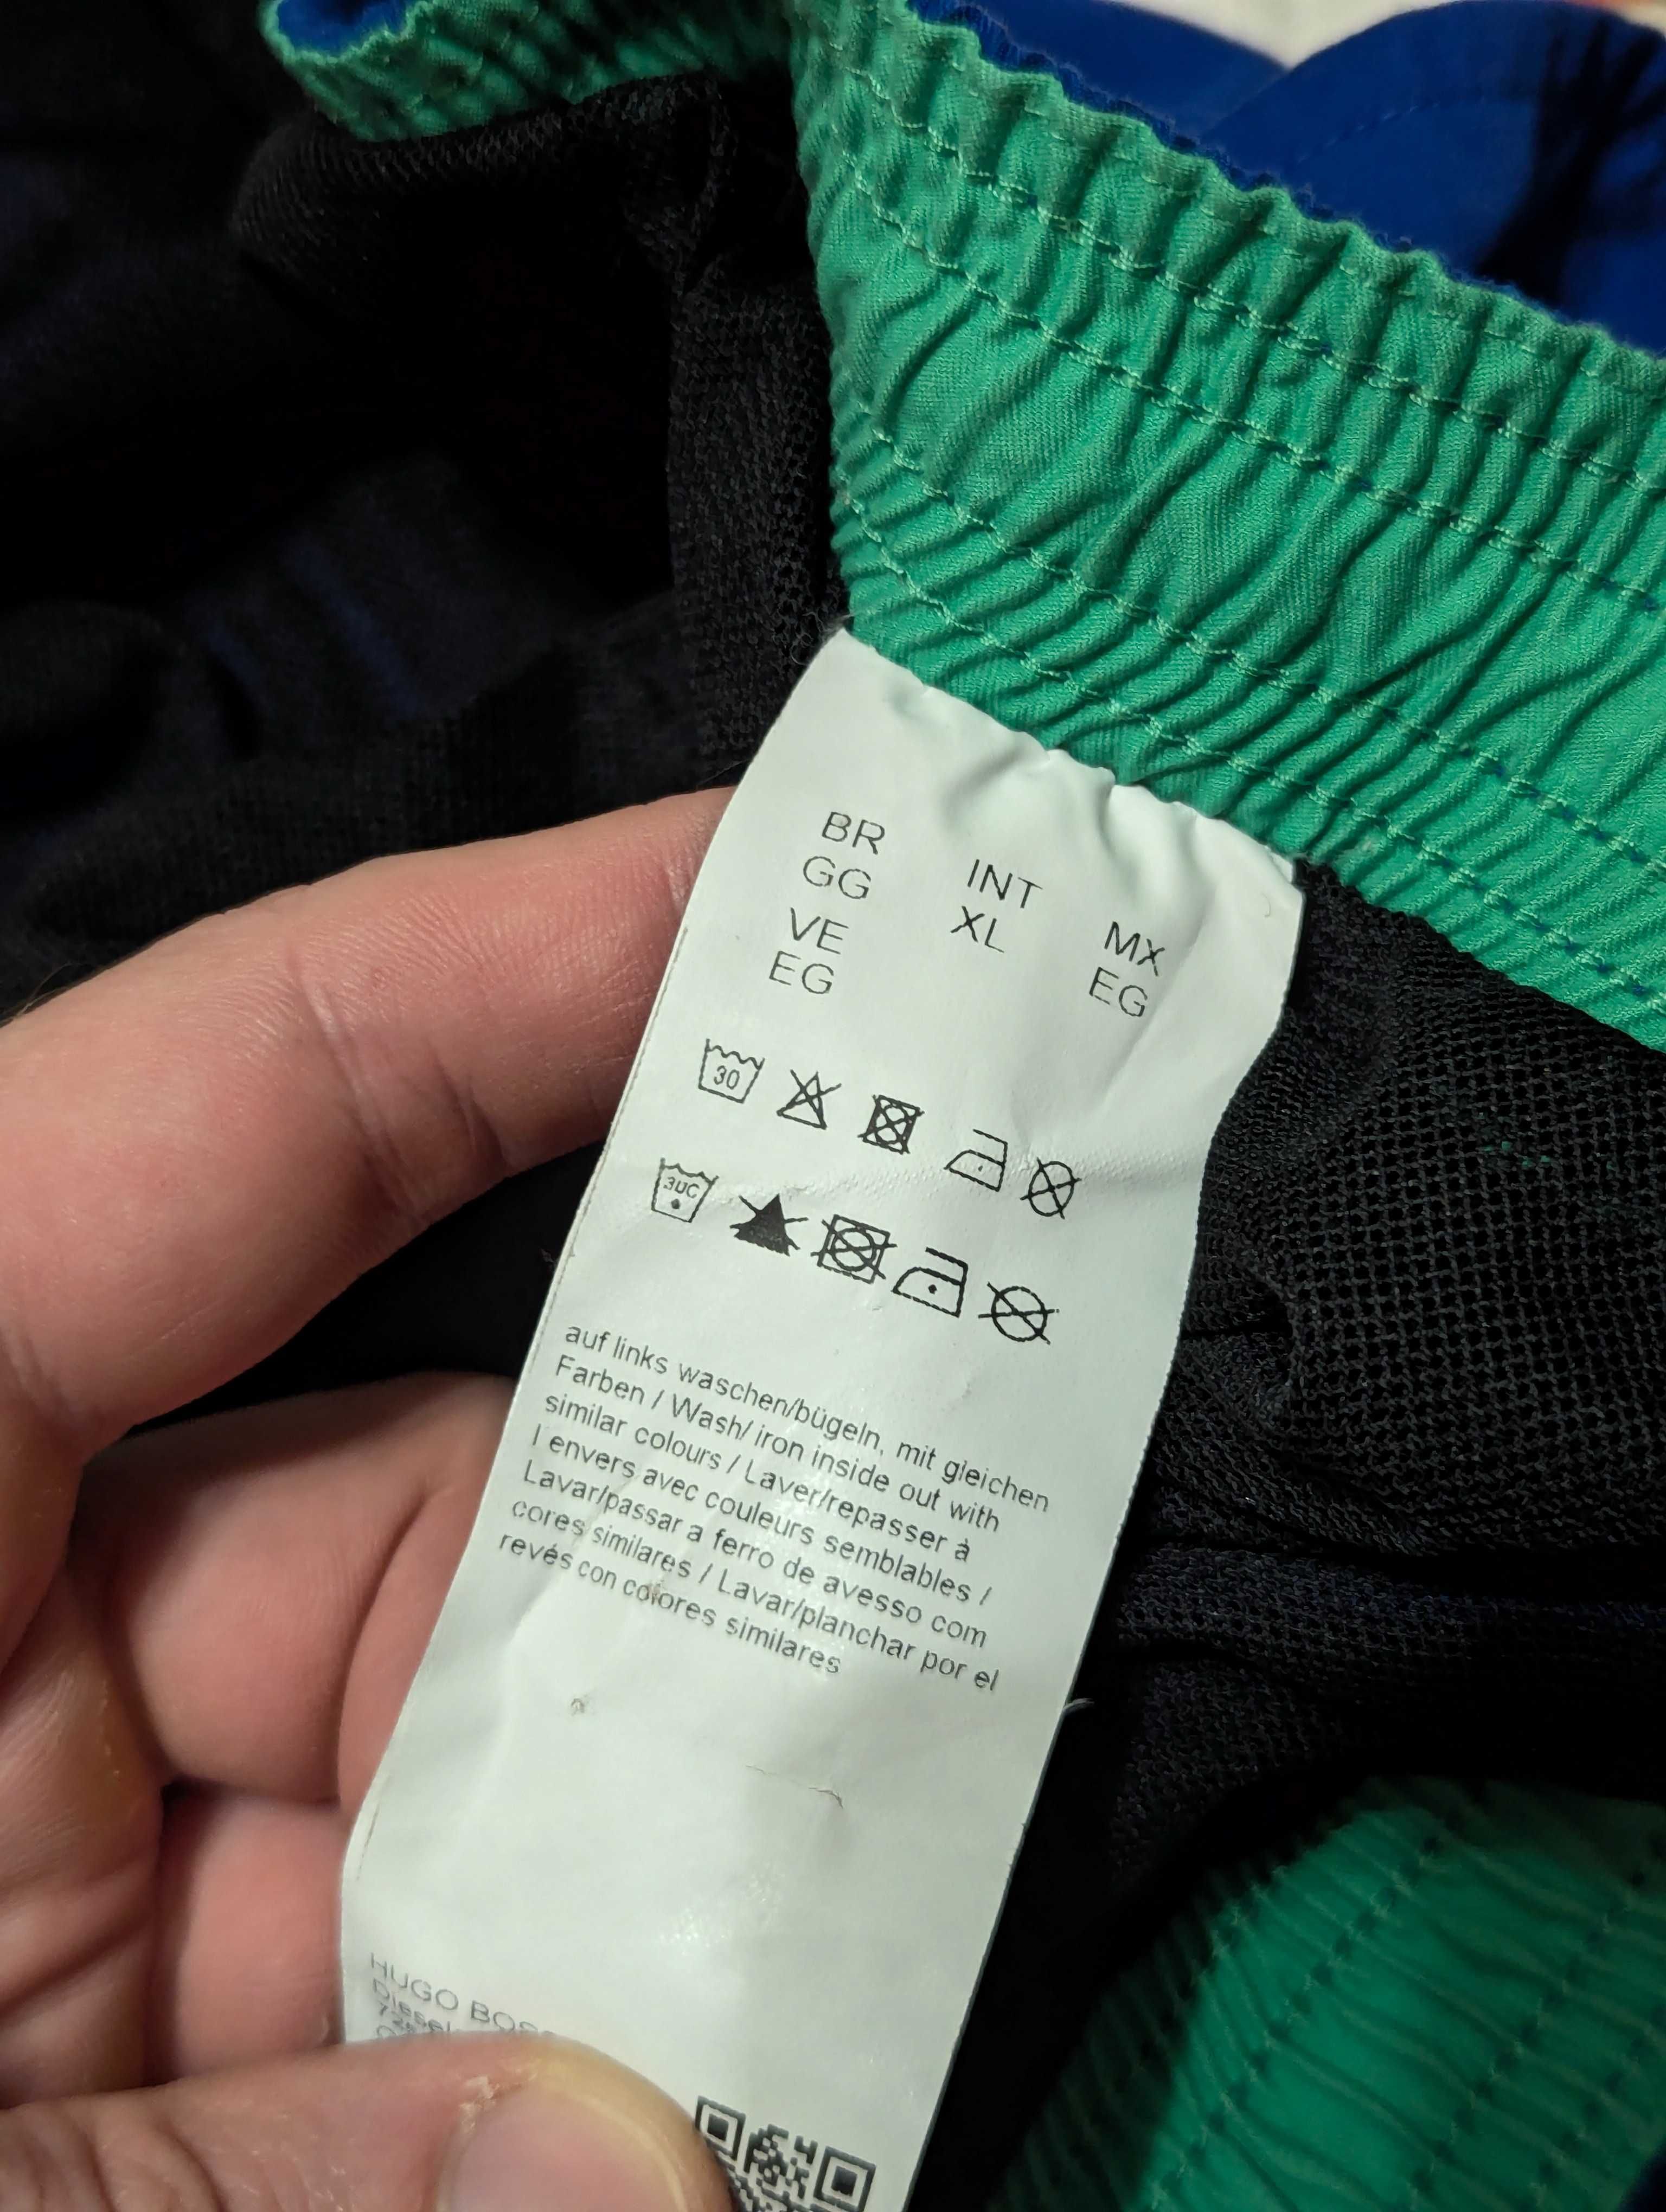 BR
GG
INT
XL
MX
EG
VE
EG
30
30C
auf links waschen/bügeln, mit gleichen
Farben / Wash/ iron inside out with
similar colours / Laver/repasser à
l envers avec couleurs semblables /
Lavar/passar a ferro de avesso com
cores similares / Lavar/planchar por el
revés con colores similares
HUGO BOSS